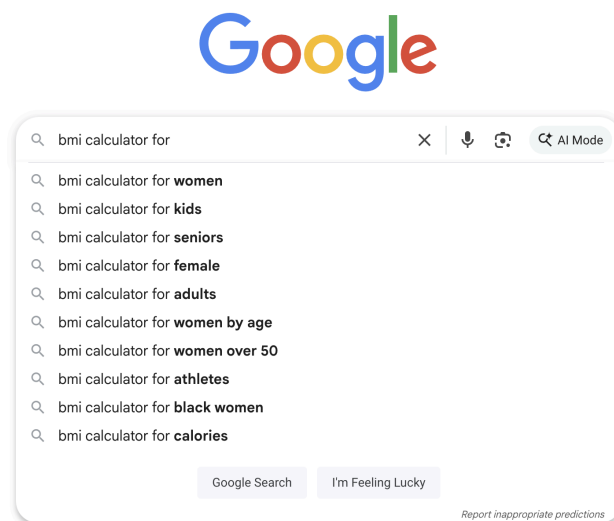 Google
bmi calculator for
AI Mode
bmi calculator for women
bmi calculator for kids
bmi calculator for seniors
bmi calculator for female
bmi calculator for adults
bmi calculator for women by age
bmi calculator for women over 50
bmi calculator for athletes
bmi calculator for black women
bmi calculator for calories
Google Search
I'm Feeling Lucky
Report inappropriate predictions